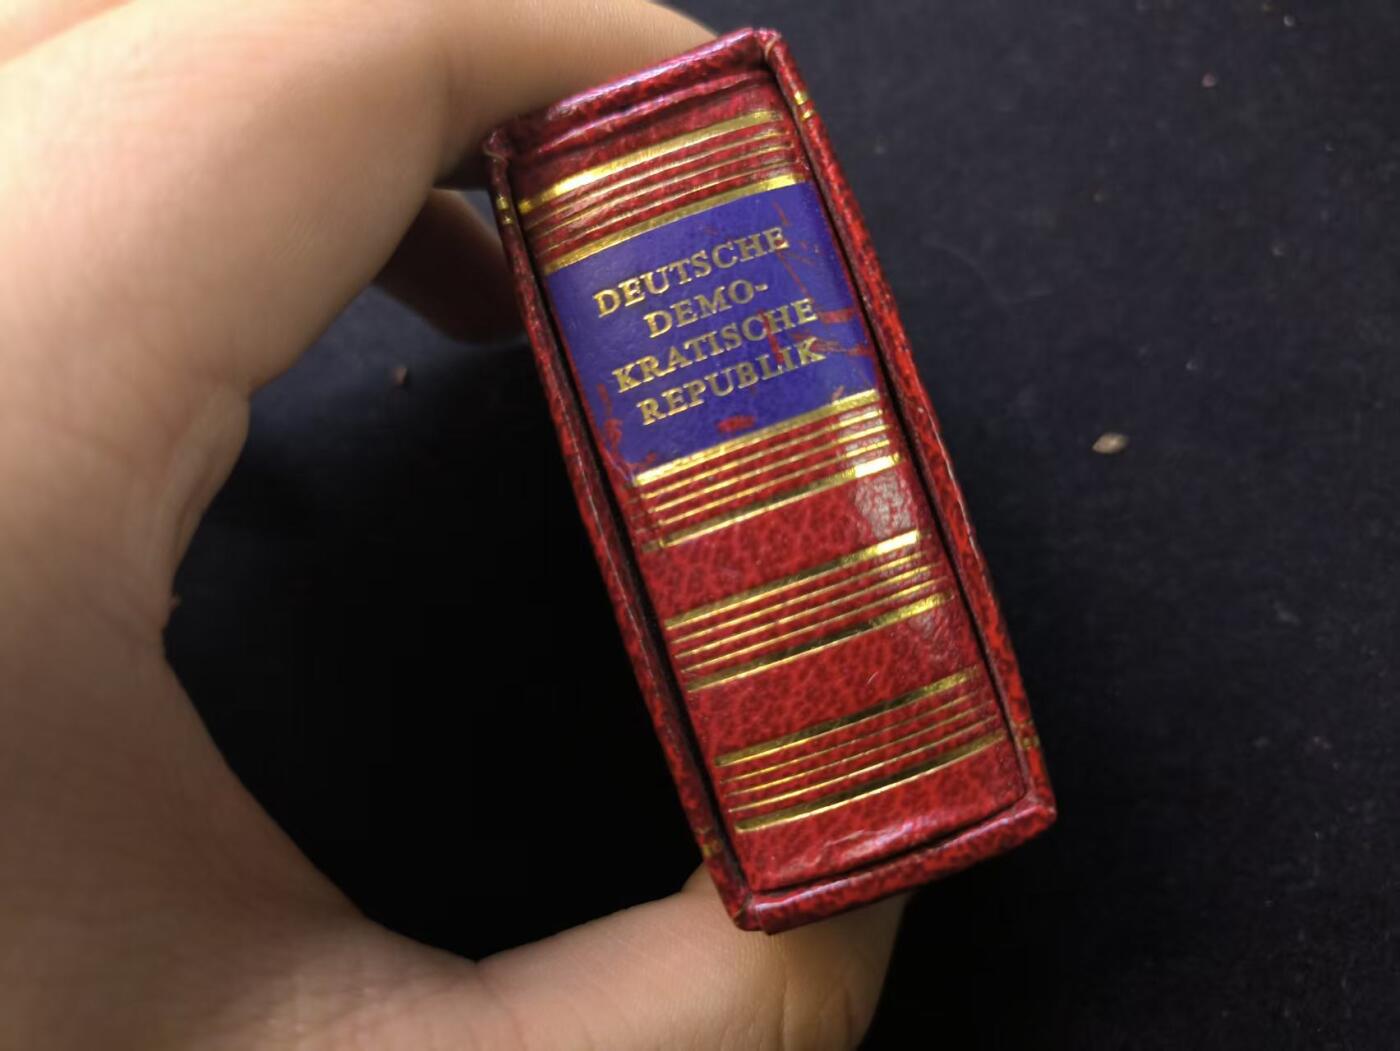 DEUTSCHE
DEMO-
KRATISCHE
REPUBLIK